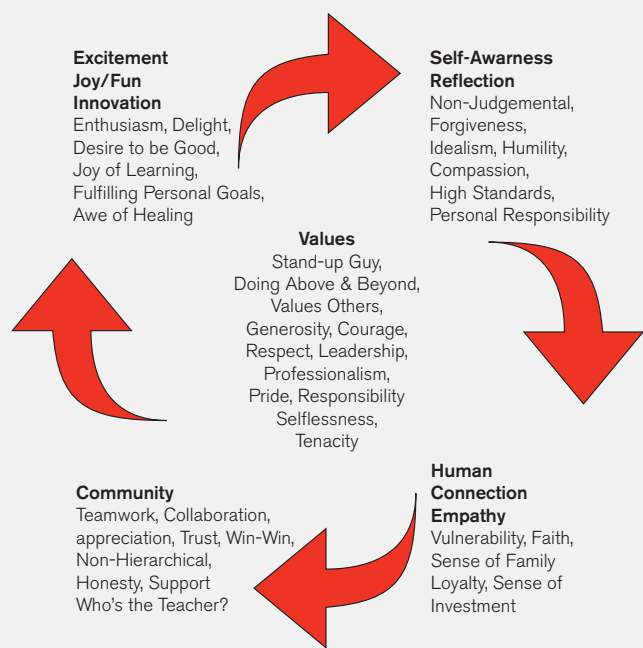 Excitement
Joy/Fun
Innovation
Enthusiasm, Delight,
Desire to be Good,
Joy of Learning,
Fulfilling Personal Goals,
Awe of Healing
Self-Awarness
Reflection
Non-Judgemental,
Forgiveness,
Idealism, Humility,
Compassion,
High Standards,
Personal Responsibility
Values
Stand-up Guy,
Doing Above & Beyond,
Values Others,
Generosity, Courage,
Respect, Leadership,
Professionalism,
Pride, Responsibility
Selflessness,
Tenacity
Community
Teamwork, Collaboration,
appreciation, Trust, Win-Win,
Non-Hierarchical,
Honesty, Support
Who's the Teacher?
Human
Connection
Empathy
Vulnerability, Faith,
Sense of Family
Loyalty, Sense of
Investment